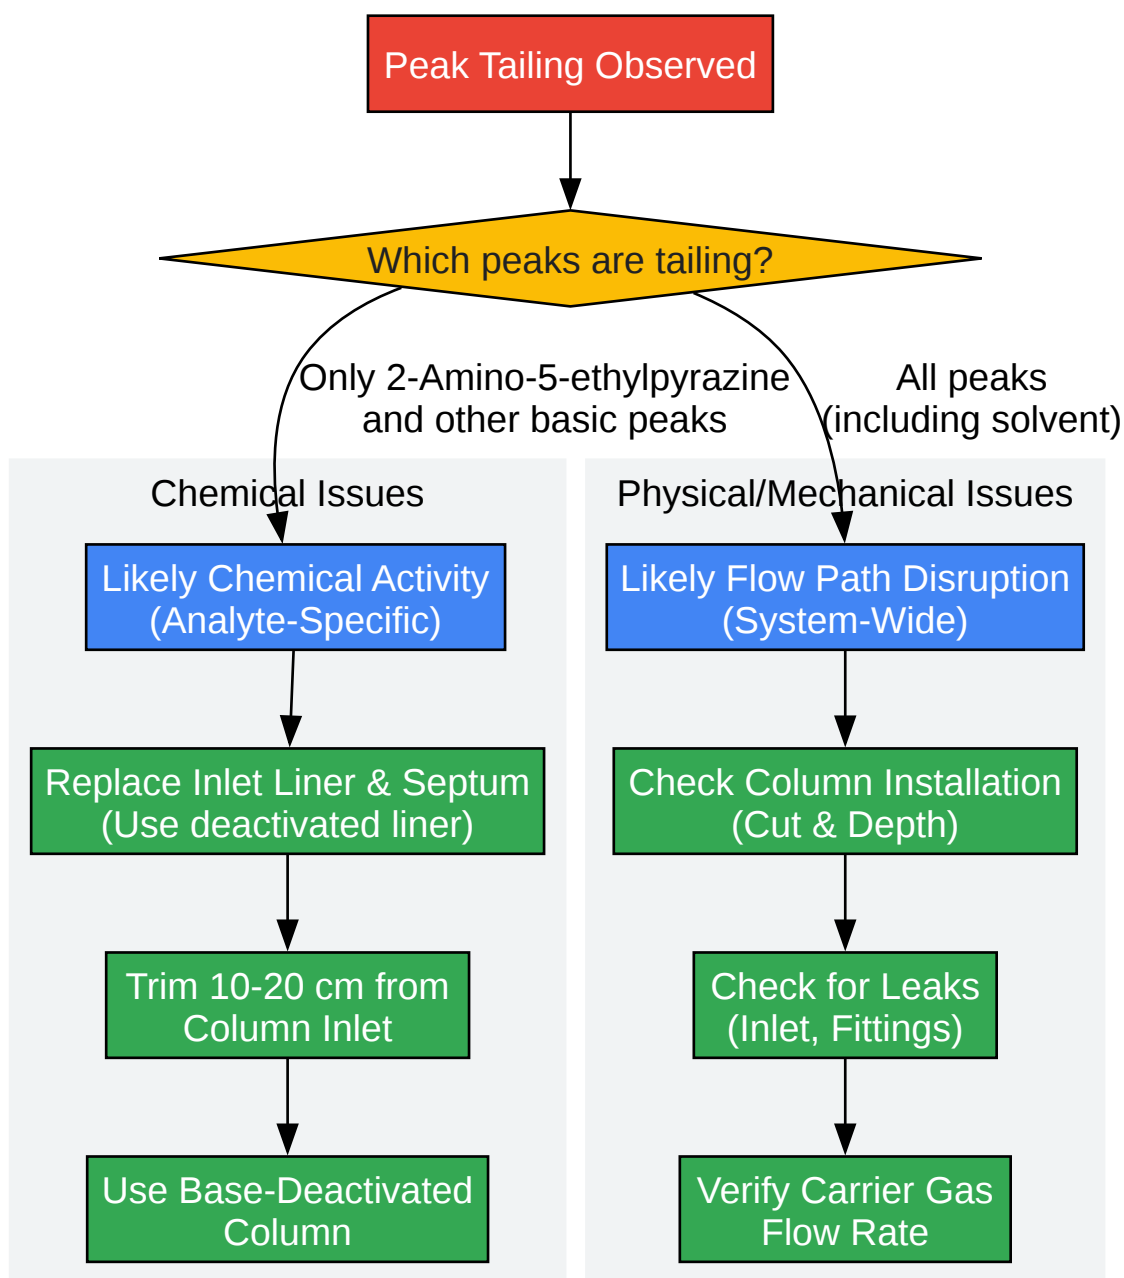 Peak Tailing Observed
Which peaks are tailing?
Only 2-Amino-5-ethylpyrazine
and other basic peaks
All peaks
(including solvent)
Chemical Issues
Likely Chemical Activity
(Analyte-Specific)
Replace Inlet Liner & Septum
(Use deactivated liner)
Trim 10-20 cm from
Column Inlet
Use Base-Deactivated
Column
Physical/Mechanical Issues
Likely Flow Path Disruption
(System-Wide)
Check Column Installation
(Cut & Depth)
Check for Leaks
(Inlet, Fittings)
Verify Carrier Gas
Flow Rate